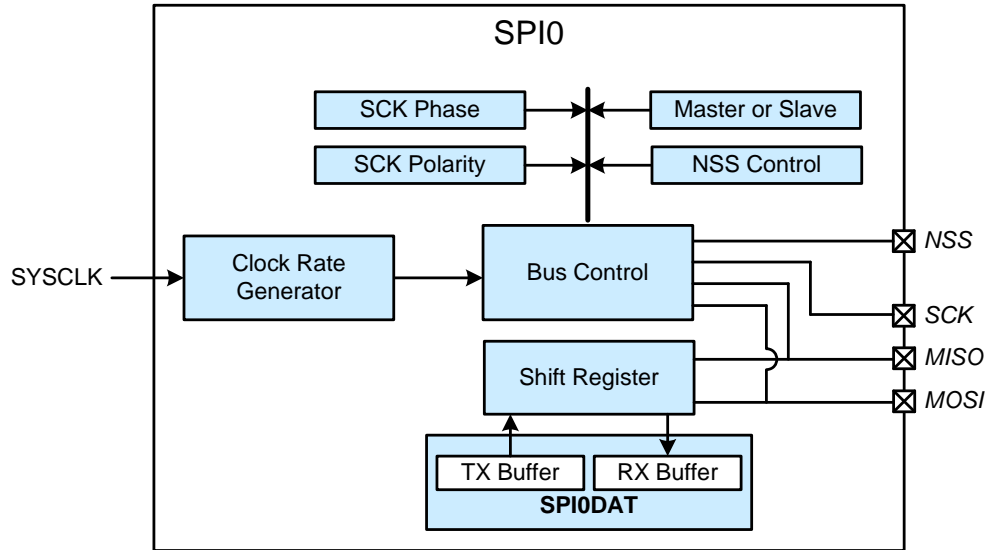 SPI0
SCK Phase
Master or Slave
SCK Polarity
NSS Control
NSS
SYSCLK
Clock Rate
Generator
Bus Control
SCK
MISO
Shift Register
MOSI
TX Buffer
RX Buffer
SPI0DAT